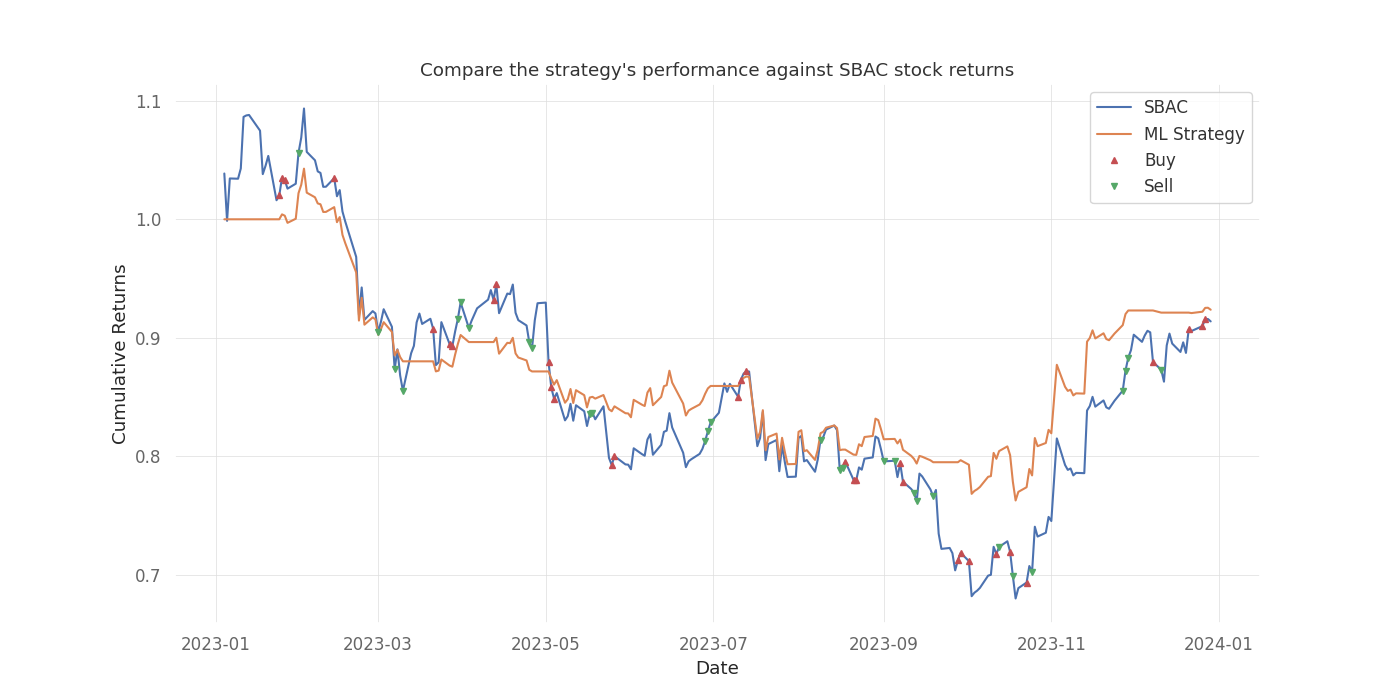 Compare the strategy's performance against SBAC stock returns
SBAC
ML Strategy
Buy
Sell
Cumulative Returns
1.1
1.0
0.9
0.8
0.7
2023-01
2023-03
2023-05
2023-07
2023-09
2023-11
2024-01
Date